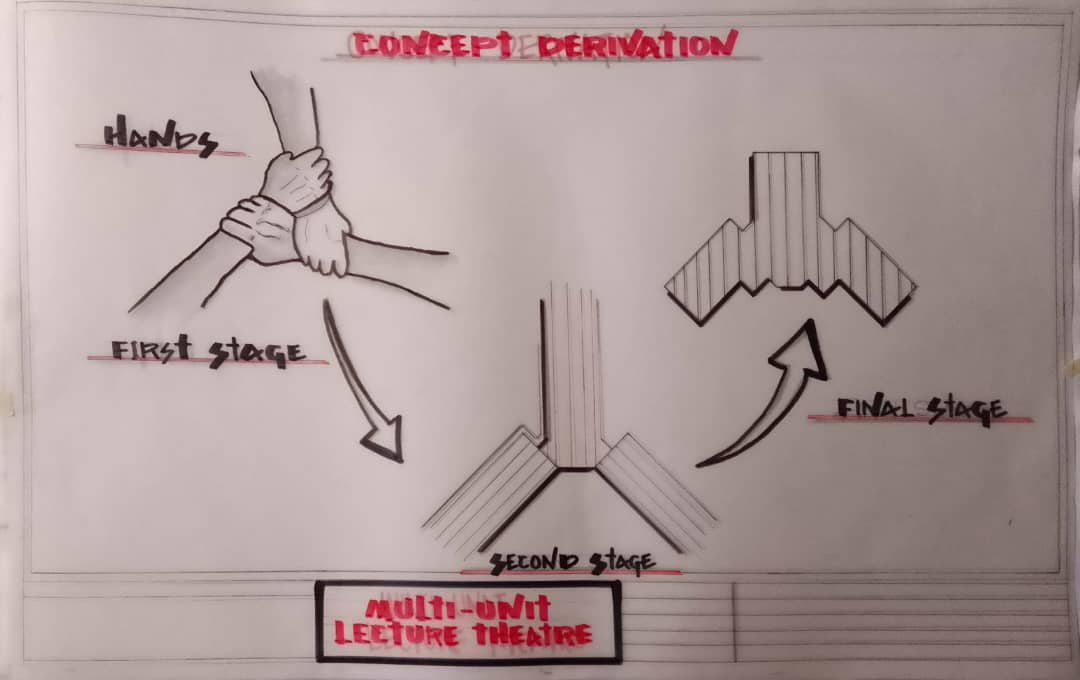 CONCEPT DERIVATION
HANDS
FIRST STAGE
FINAL STAGE
SECOND STAGE
MULTI-UNIT
LECTURE THEATRE